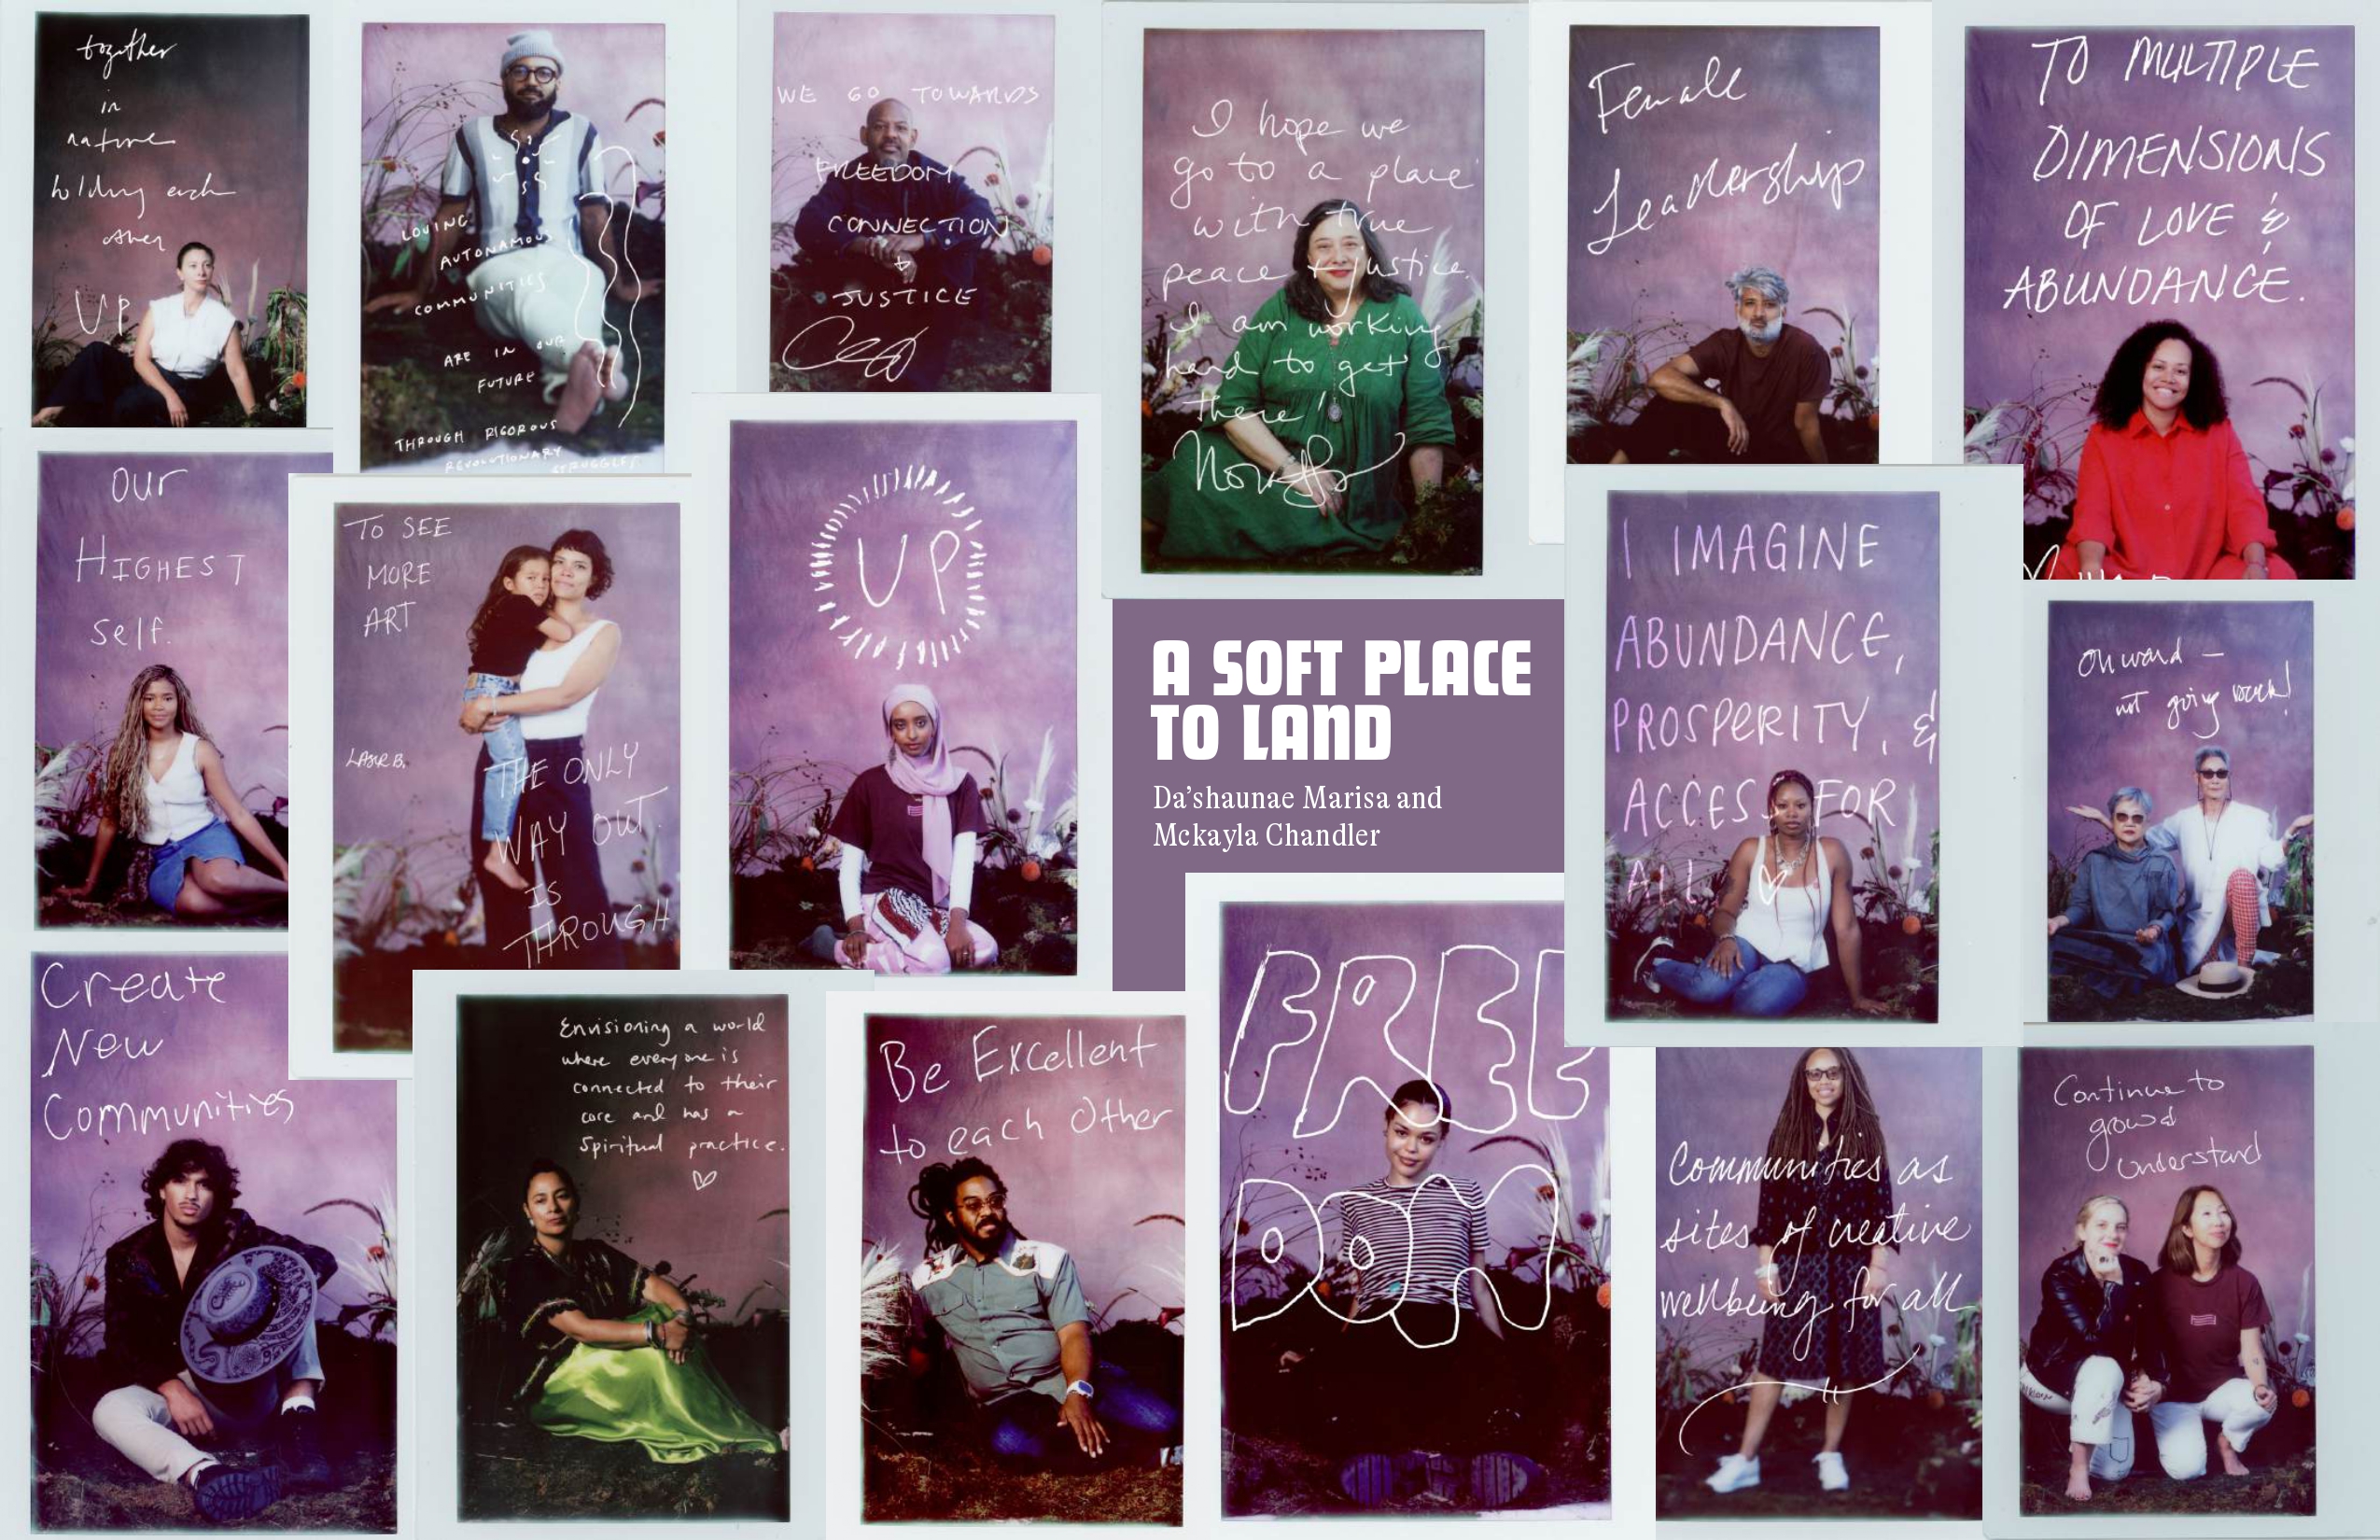 together
in
nature
holding each
other
UP
LOVING
AUTONAMOUS
COMMUNITIES
ARE IN OUR
FUTURE
THROUGH RIGOROUS
REVOLUTIONARY
STRUGGLES
WE GO TOWARDS
FREEDOM
CONNECTION
+
JUSTICE
I hope we
go to a place
with true
peace + justice.
I am working
hard to get
there!
Female
Leadership
TO MULTIPLE
DIMENSIONS
OF LOVE &
ABUNDANCE.
our
HIGHEST
self.
TO SEE
MORE
ART
THE ONLY
WAY OUT.
IS
THROUGH
UP
A SOFT PLACE
TO LAND
Da'shaunae Marisa and
Mckayla Chandler
I IMAGINE
ABUNDANCE,
PROSPERITY, &
ACCESS FOR
ALL
Onward —
not going back!
Create
New
Communities
Envisioning a world
where everyone is
connected to their
core and has a
Spiritual practice.
Be Excellent
to each Other
FREE
DOM
Communities as
sites of creative
wellbeing for all
Continue to
grow &
understand